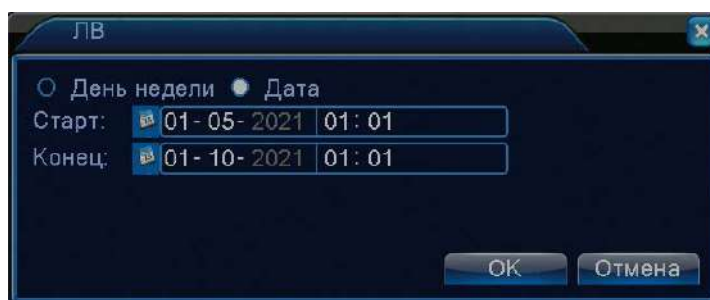 ЛВ
День недели Дата
Старт: 01-05-2021 01:01
Конец: 01-10-2021 01:01
OK Отмена